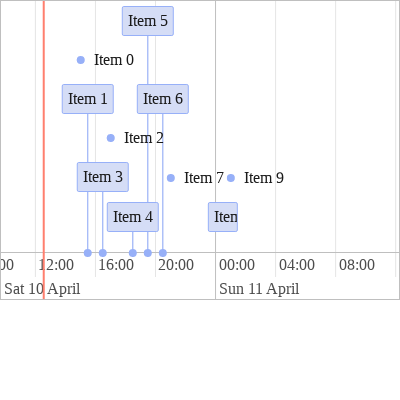 Item 5
Item 0
Item 1
Item 6
Item 2
Item 3
Item 7
Item 9
Item 4
Iten
00
12:00
16:00
20:00
00:00
04:00
08:00
Sat 10 April
Sun 11 April